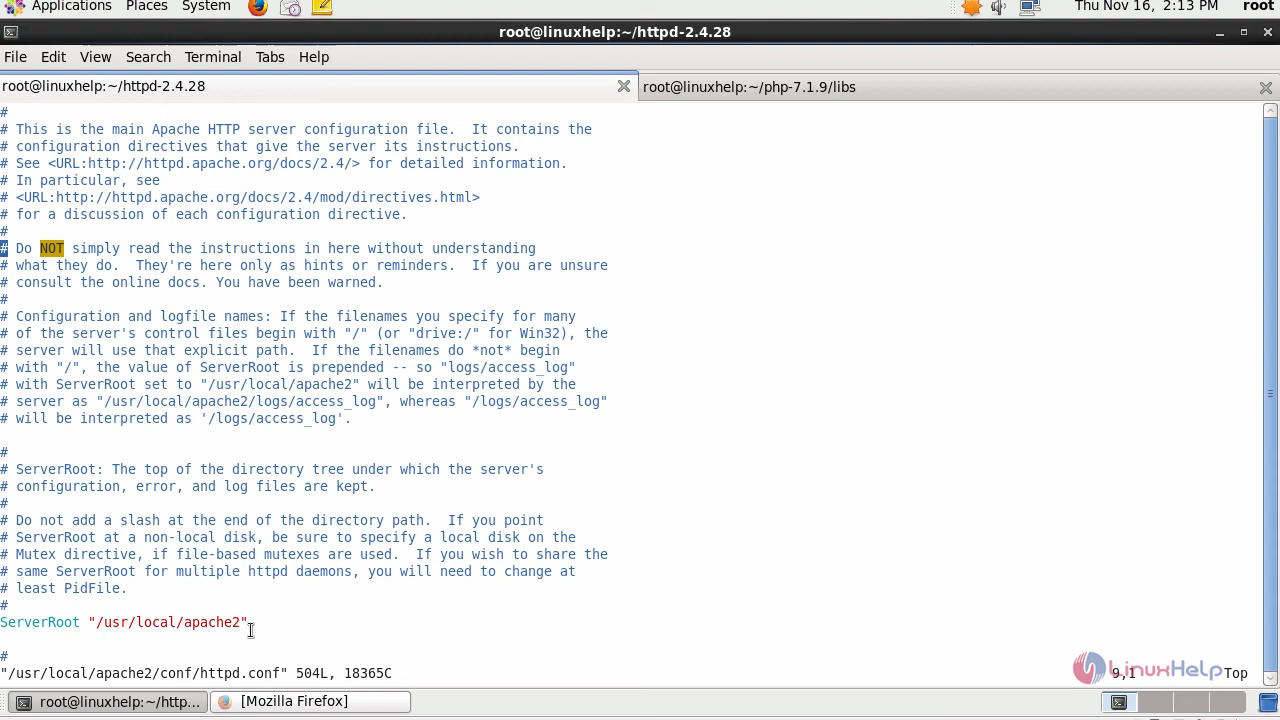 Applications Places System Thu Nov 16, 2:13 PM root
root@linuxhelp:~/httpd-2.4.28
File Edit View Search Terminal Tabs Help
root@linuxhelp:~/httpd-2.4.28 root@linuxhelp:~/php-7.1.9/libs
#
# This is the main Apache HTTP server configuration file.  It contains the
# configuration directives that give the server its instructions.
# See <URL:http://httpd.apache.org/docs/2.4/> for detailed information.
# In particular, see
# <URL:http://httpd.apache.org/docs/2.4/mod/directives.html>
# for a discussion of each configuration directive.
#
# Do NOT simply read the instructions in here without understanding
# what they do.  They're here only as hints or reminders.  If you are unsure
# consult the online docs. You have been warned.
#
# Configuration and logfile names: If the filenames you specify for many
# of the server's control files begin with "/" (or "drive:/" for Win32), the
# server will use that explicit path.  If the filenames do *not* begin
# with "/", the value of ServerRoot is prepended -- so "logs/access_log"
# with ServerRoot set to "/usr/local/apache2" will be interpreted by the
# server as "/usr/local/apache2/logs/access_log", whereas "/logs/access_log"
# will be interpreted as '/logs/access_log'.
#
# ServerRoot: The top of the directory tree under which the server's
# configuration, error, and log files are kept.
#
# Do not add a slash at the end of the directory path.  If you point
# ServerRoot at a non-local disk, be sure to specify a local disk on the
# Mutex directive, if file-based mutexes are used.  If you wish to share the
# same ServerRoot for multiple httpd daemons, you will need to change at
# least PidFile.
#
ServerRoot "/usr/local/apache2"
#
"/usr/local/apache2/conf/httpd.conf" 504L, 18365C 9,1 Top
LinuxHelp
root@linuxhelp:~/http... [Mozilla Firefox]